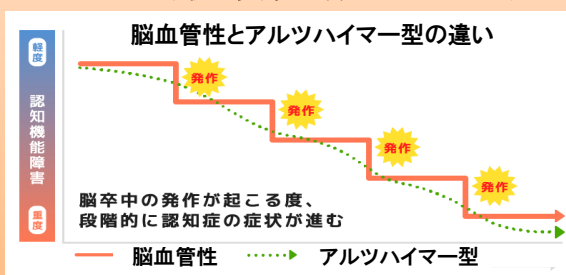 脳血管性とアルツハイマー型の違い
軽度
認知機能障害
重度
発作
発作
発作
発作
脳卒中の発作が起こる度、
段階的に認知症の症状が進む
脳血管性
アルツハイマー型